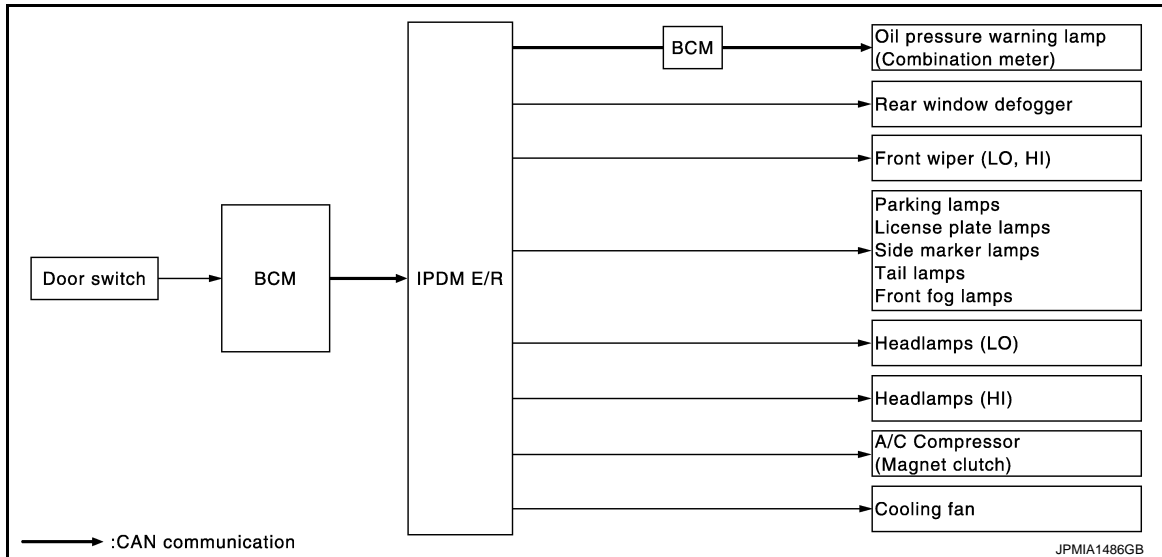 Door switch
BCM
IPDM E/R
BCM
Oil pressure warning lamp
(Combination meter)
Rear window defogger
Front wiper (LO, HI)
Parking lamps
License plate lamps
Side marker lamps
Tail lamps
Front fog lamps
Headlamps (LO)
Headlamps (HI)
A/C Compressor
(Magnet clutch)
Cooling fan
:CAN communication
JPMIA1486GB